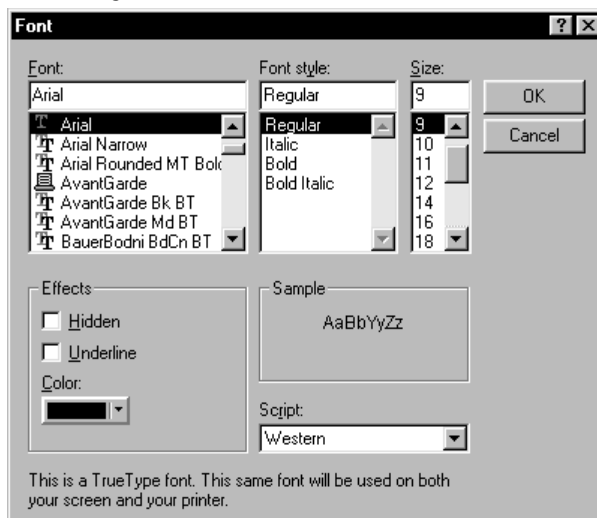 Font
Font:
Arial
Arial
Arial Narrow
Arial Rounded MT Bold
AvantGarde
AvantGarde Bk BT
AvantGarde Md BT
BauerBodni BdCn BT
Font style:
Regular
Regular
Italic
Bold
Bold Italic
Size:
9
9
10
11
12
14
16
18
OK
Cancel
Effects
Hidden
Underline
Color:
Sample
AaBbYyZz
Script:
Western
This is a TrueType font. This same font will be used on both
your screen and your printer.